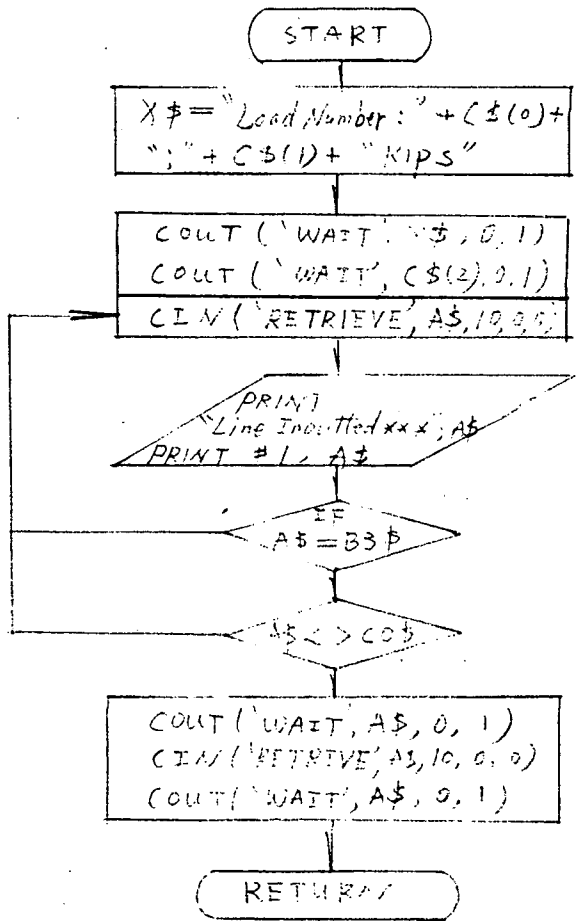 START
X$ = "Load Number:" + C$(0) +
";" + C$(1) + "KIPS"
COUT ('WAIT' $, 0, 1)
COUT ('WAIT', C$(2), 0, 1)
CIN ('RETRIEVE', A$, 10, 0, 0)
PRINT
"Line Inputted xxx", A$
PRINT #1, A$
IF
A$ = B3$
A$ < > C0$
COUT ('WAIT', A$, 0, 1)
CIN ('RETRIVE', A$, 10, 0, 0)
COUT ('WAIT', A$, 0, 1)
RETURN